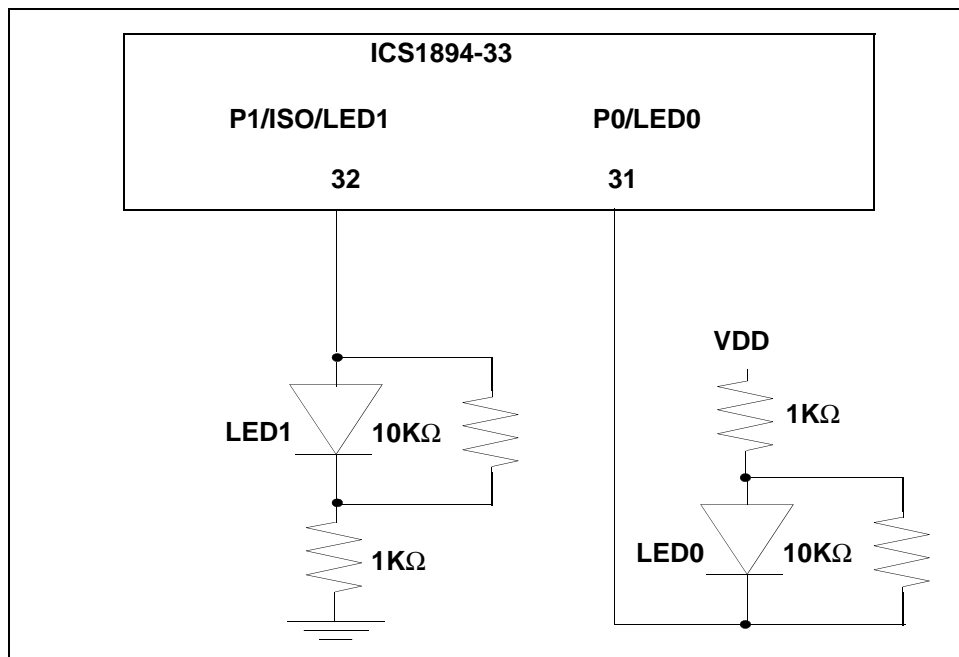 ICS1894-33
P1/ISO/LED1 P0/LED0
32 31
VDD
1KΩ
LED1 10KΩ
LED0 10KΩ
1KΩ